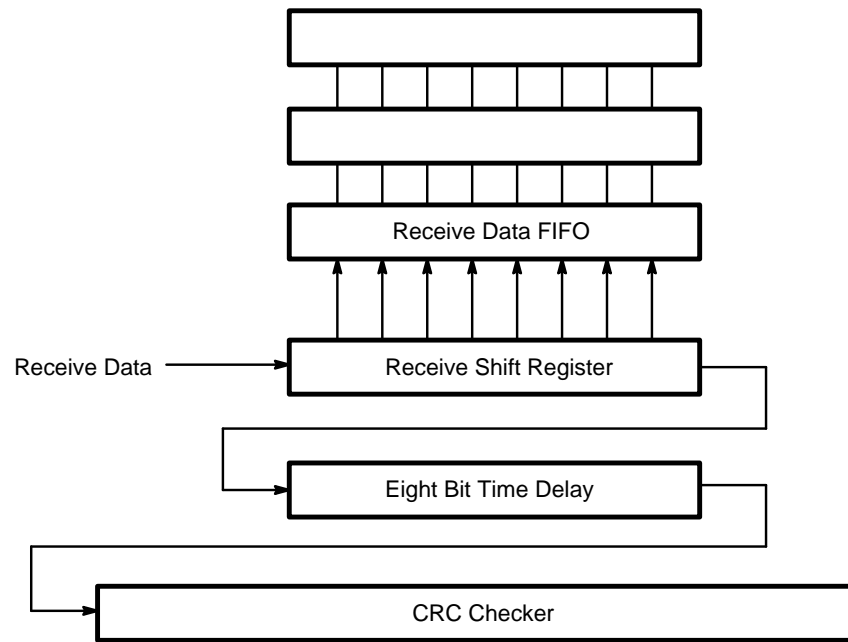 Receive Data FIFO
Receive Data
Receive Shift Register
Eight Bit Time Delay
CRC Checker